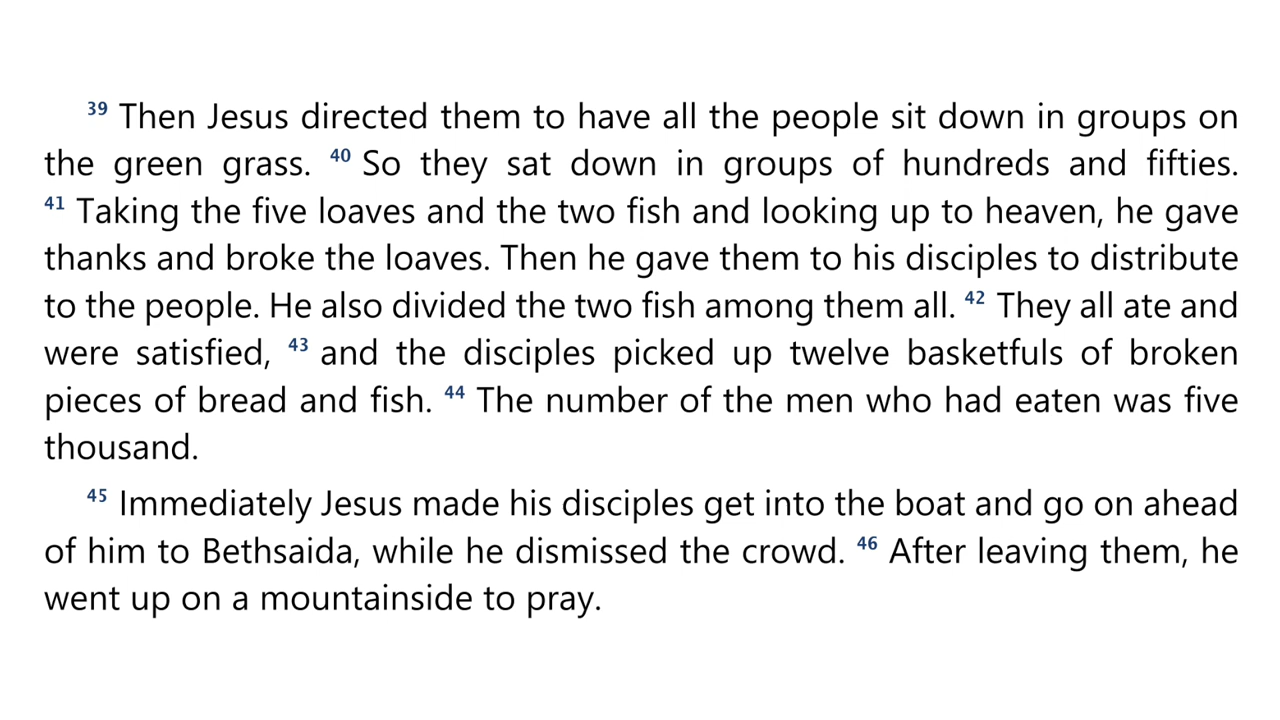 39 Then Jesus directed them to have all the people sit down in groups on
the green grass. 40 So they sat down in groups of hundreds and fifties.
41 Taking the five loaves and the two fish and looking up to heaven, he gave
thanks and broke the loaves. Then he gave them to his disciples to distribute
to the people. He also divided the two fish among them all. 42 They all ate and
were satisfied, 43 and the disciples picked up twelve basketfuls of broken
pieces of bread and fish. 44 The number of the men who had eaten was five
thousand.
45 Immediately Jesus made his disciples get into the boat and go on ahead
of him to Bethsaida, while he dismissed the crowd. 46 After leaving them, he
went up on a mountainside to pray.